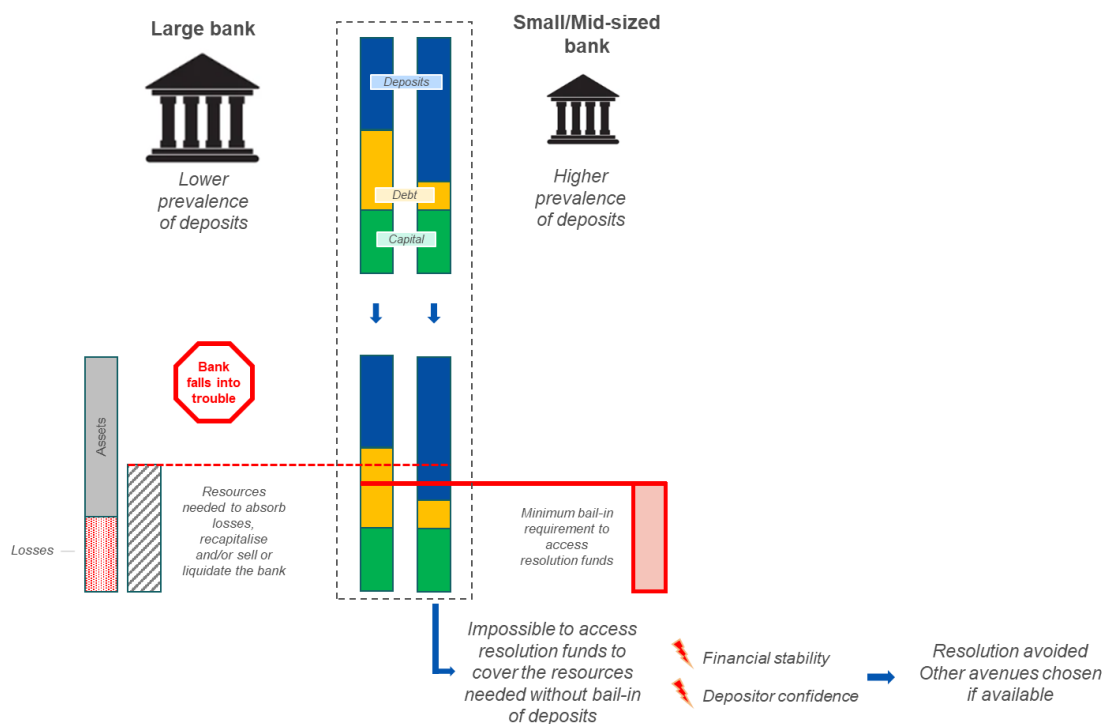 Large bank
Small/Mid-sized
bank
Deposits
Lower
prevalence
of deposits
Debt
Higher
prevalence
of deposits
Capital
Bank
falls into
trouble
Assets
Losses
Resources
needed to absorb
losses,
recapitalise
and/or sell or
liquidate the bank
Minimum bail-in
requirement to
access
resolution funds
Impossible to access
resolution funds to
cover the resources
needed without bail-in
of deposits
Financial stability
Depositor confidence
Resolution avoided
Other avenues chosen
if available